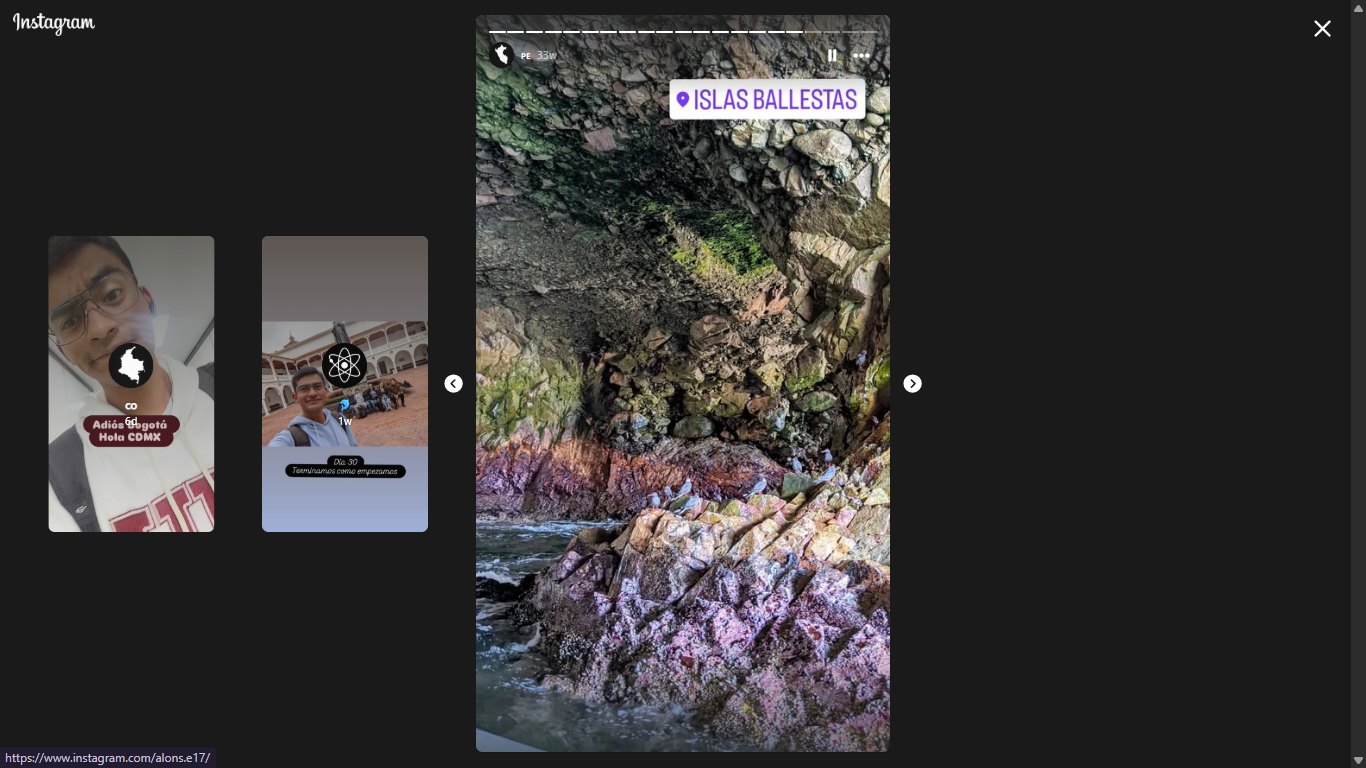 Instagram
PE 33w
ISLAS BALLESTAS
CO
6d
Adiós Bogotá
Hola CDMX
1w
Día 30
Terminamos como empezamos
https://www.instagram.com/alons.e17/